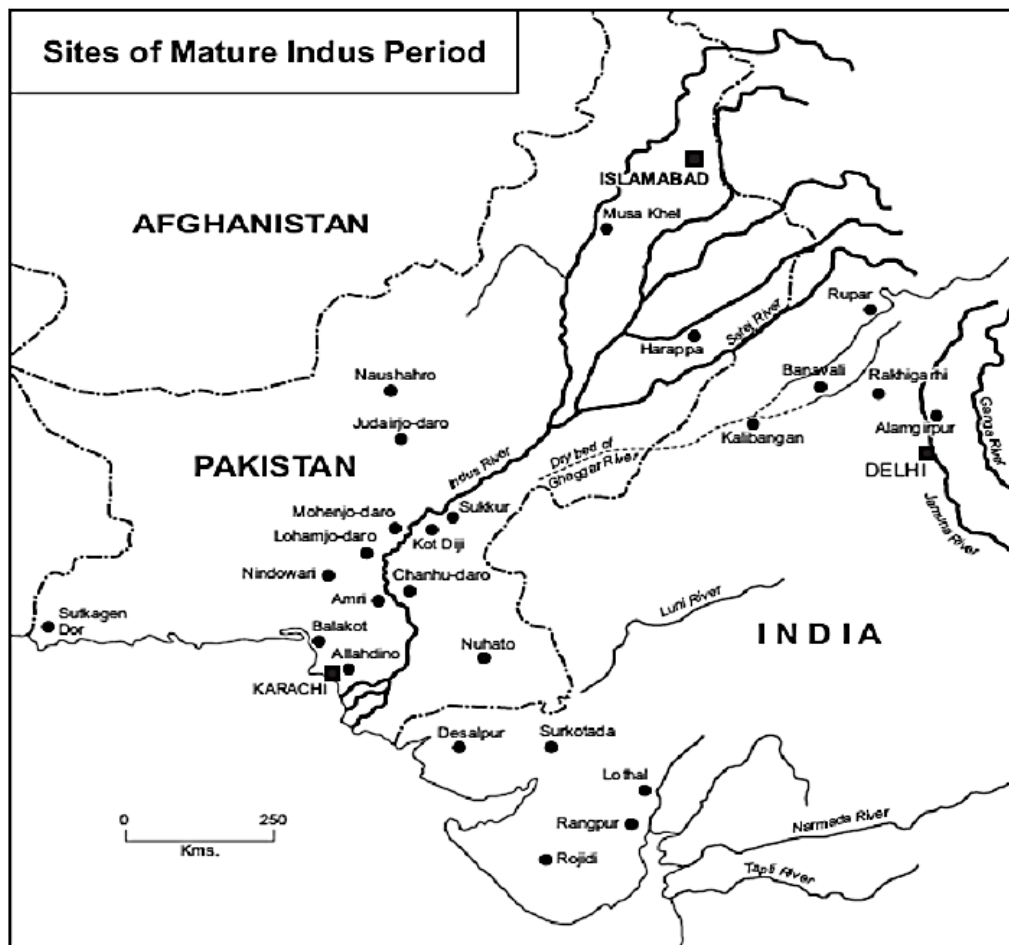 Sites of Mature Indus Period
ISLAMABAD
AFGHANISTAN
Musa Khel
Rupar
Satlej River
Harappa
Naushahro
Banavali
Rakhigarhi
Ganga River
Judairjo-daro
Alamgirpur
Kalibangan
PAKISTAN
Indus River
Dry bed of
Ghaggar River
DELHI
Jamuna River
Mohenjo-daro
Sukkur
Kot Diji
Lohamjo-daro
Nindowari
Chanhu-daro
Amri
Luni River
Sutkagen
Dor
Balakot
INDIA
Nuhato
Allahdino
KARACHI
Desalpur
Surkotada
Lothal
0
250
Kms.
Rangpur
Narmada River
Rojidi
Tapti River